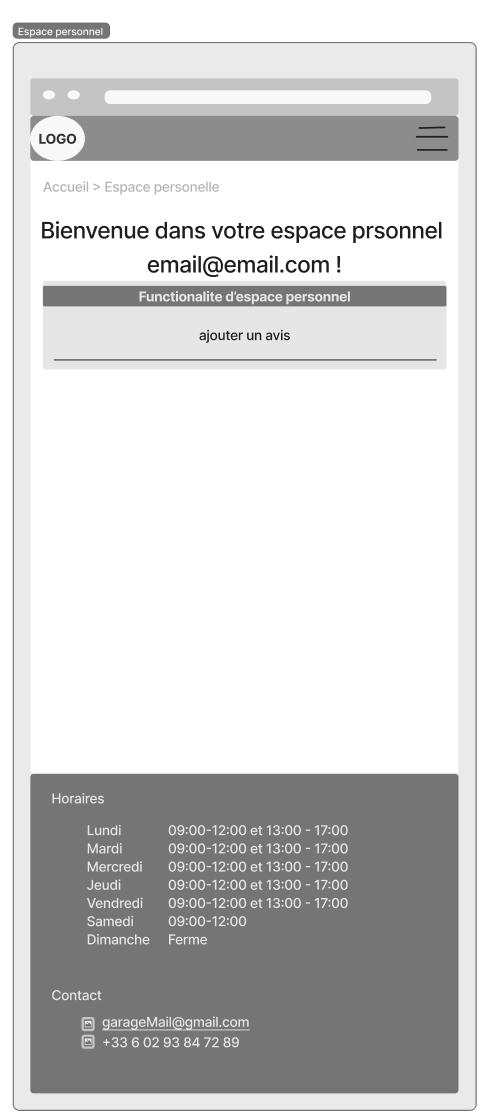 Espace personnel
LOGO
Accueil > Espace personelle
Bienvenue dans votre espace prsonnel
email@email.com !
Functionalite d'espace personnel
ajouter un avis
Horaires
Lundi 09:00-12:00 et 13:00 - 17:00
Mardi 09:00-12:00 et 13:00 - 17:00
Mercredi 09:00-12:00 et 13:00 - 17:00
Jeudi 09:00-12:00 et 13:00 - 17:00
Vendredi 09:00-12:00 et 13:00 - 17:00
Samedi 09:00-12:00
Dimanche Ferme
Contact
garageMail@gmail.com
+33 6 02 93 84 72 89